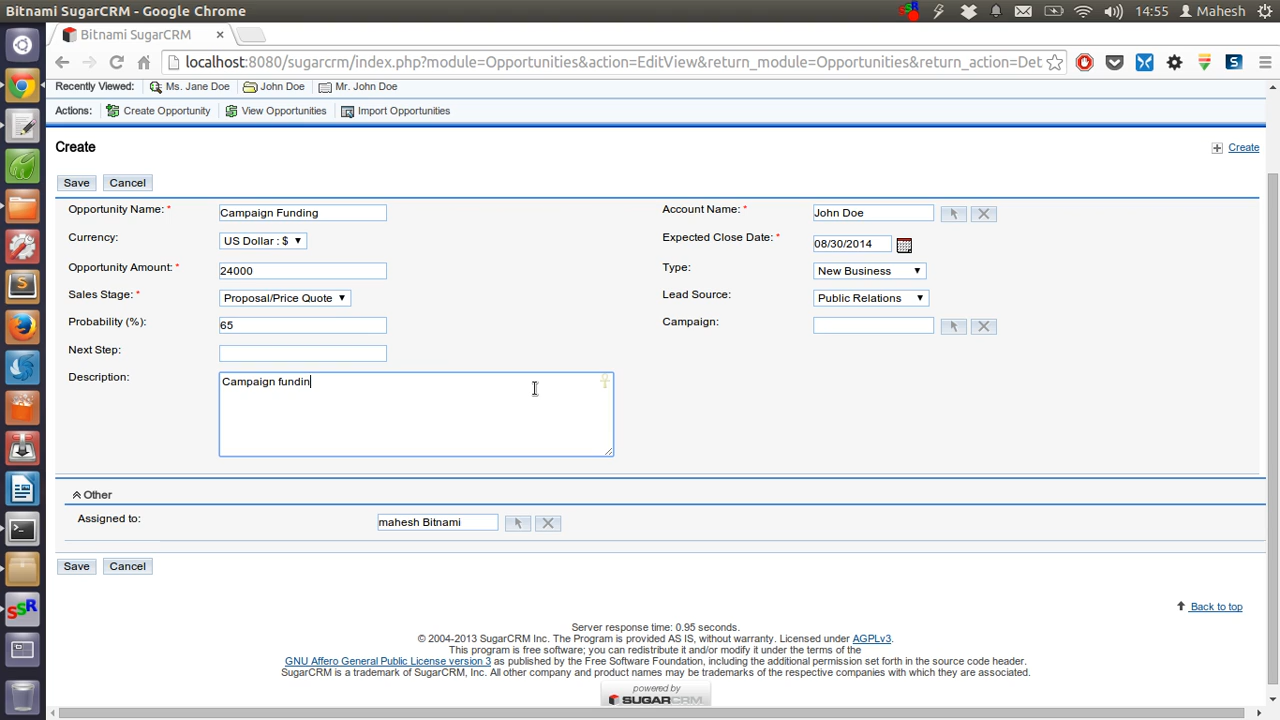 Bitnami SugarCRM - Google Chrome 14:55 Mahesh
Bitnami SugarCRM ×
localhost:8080/sugarcrm/index.php?module=Opportunities&action=EditView&return_module=Opportunities&return_action=Det
Recently Viewed: Ms. Jane Doe John Doe Mr. John Doe
Actions: Create Opportunity View Opportunities Import Opportunities
Create Create
Save Cancel
Opportunity Name: * Campaign Funding Account Name: * John Doe
Currency: US Dollar : $ Expected Close Date: * 08/30/2014
Opportunity Amount: * 24000 Type: New Business
Sales Stage: * Proposal/Price Quote Lead Source: Public Relations
Probability (%): 65 Campaign:
Next Step:
Description: Campaign fundin
Other
Assigned to: mahesh Bitnami
Save Cancel
Back to top
Server response time: 0.95 seconds.
© 2004-2013 SugarCRM Inc. The Program is provided AS IS, without warranty. Licensed under AGPLv3.
This program is free software; you can redistribute it and/or modify it under the terms of the
GNU Affero General Public License version 3 as published by the Free Software Foundation, including the additional permission set forth in the source code header.
SugarCRM is a trademark of SugarCRM, Inc. All other company and product names may be trademarks of the respective companies with which they are associated.
powered by
SUGARCRM